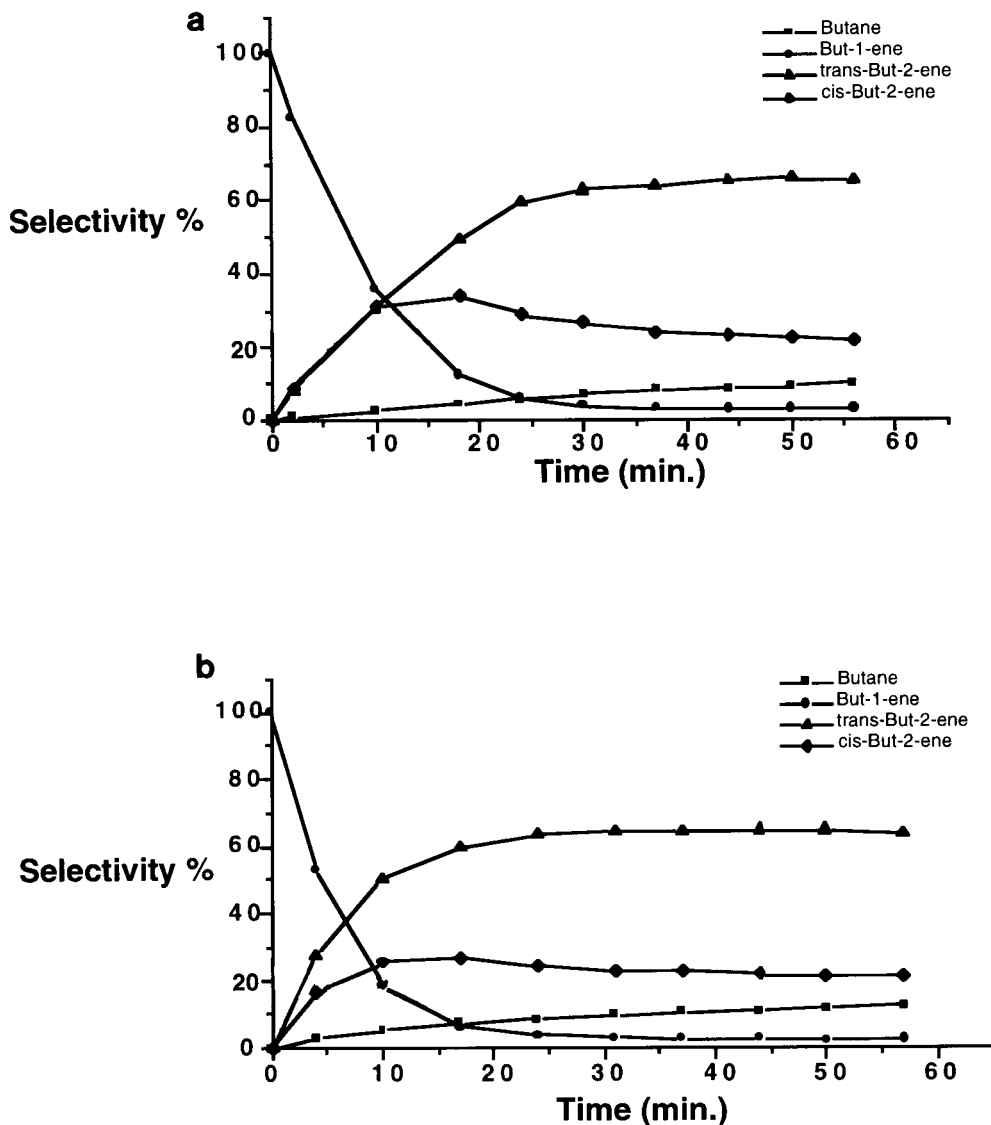 a
Butane
But-1-ene
trans-But-2-ene
cis-But-2-ene
100
80
60
40
20
0
Selectivity %
0 10 20 30 40 50 60
Time (min.)
b
Butane
But-1-ene
trans-But-2-ene
cis-But-2-ene
100
80
60
40
20
0
Selectivity %
0 10 20 30 40 50 60
Time (min.)